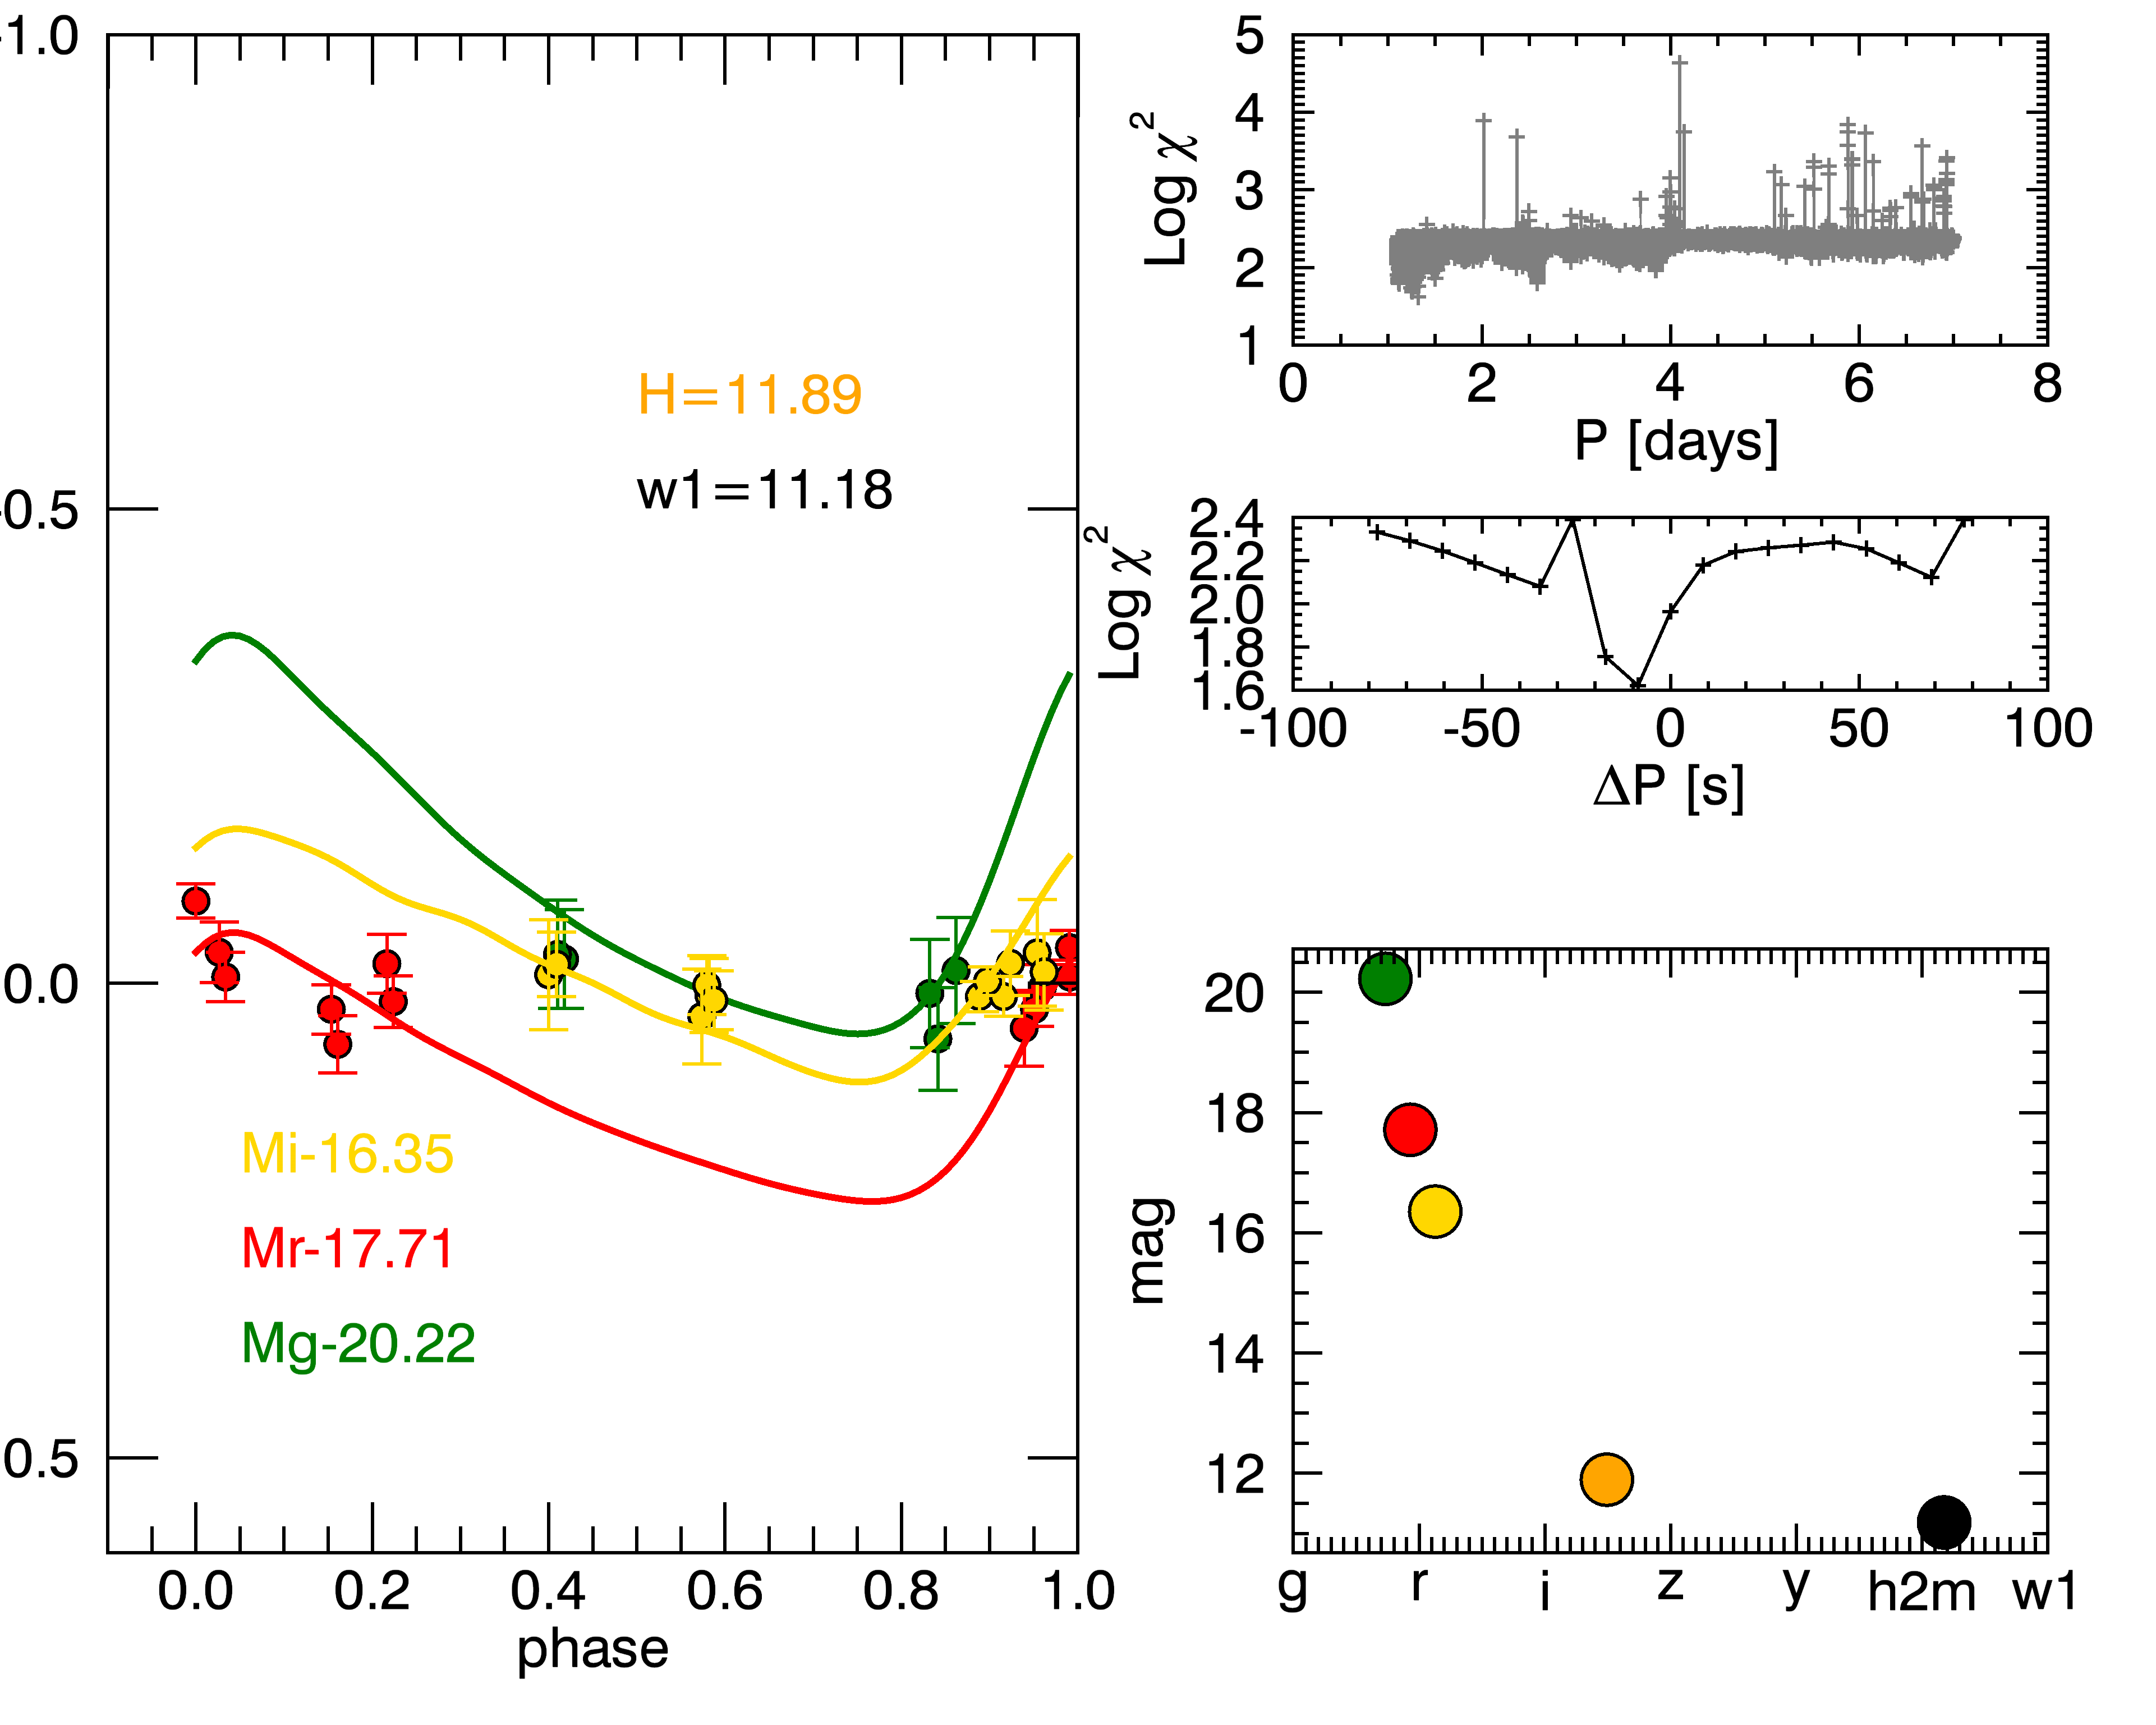 -1.0
-0.5
0.0
0.5
0.0 0.2 0.4 0.6 0.8 1.0
phase
H=11.89
w1=11.18
Mi-16.35
Mr-17.71
Mg-20.22
5
4
3
2
1
Log χ²
0 2 4 6 8
P [days]
2.4
2.2
2.0
1.8
1.6
Log χ²
-100 -50 0 50 100
ΔP [s]
20
18
16
14
12
mag
g r i z y h2m w1